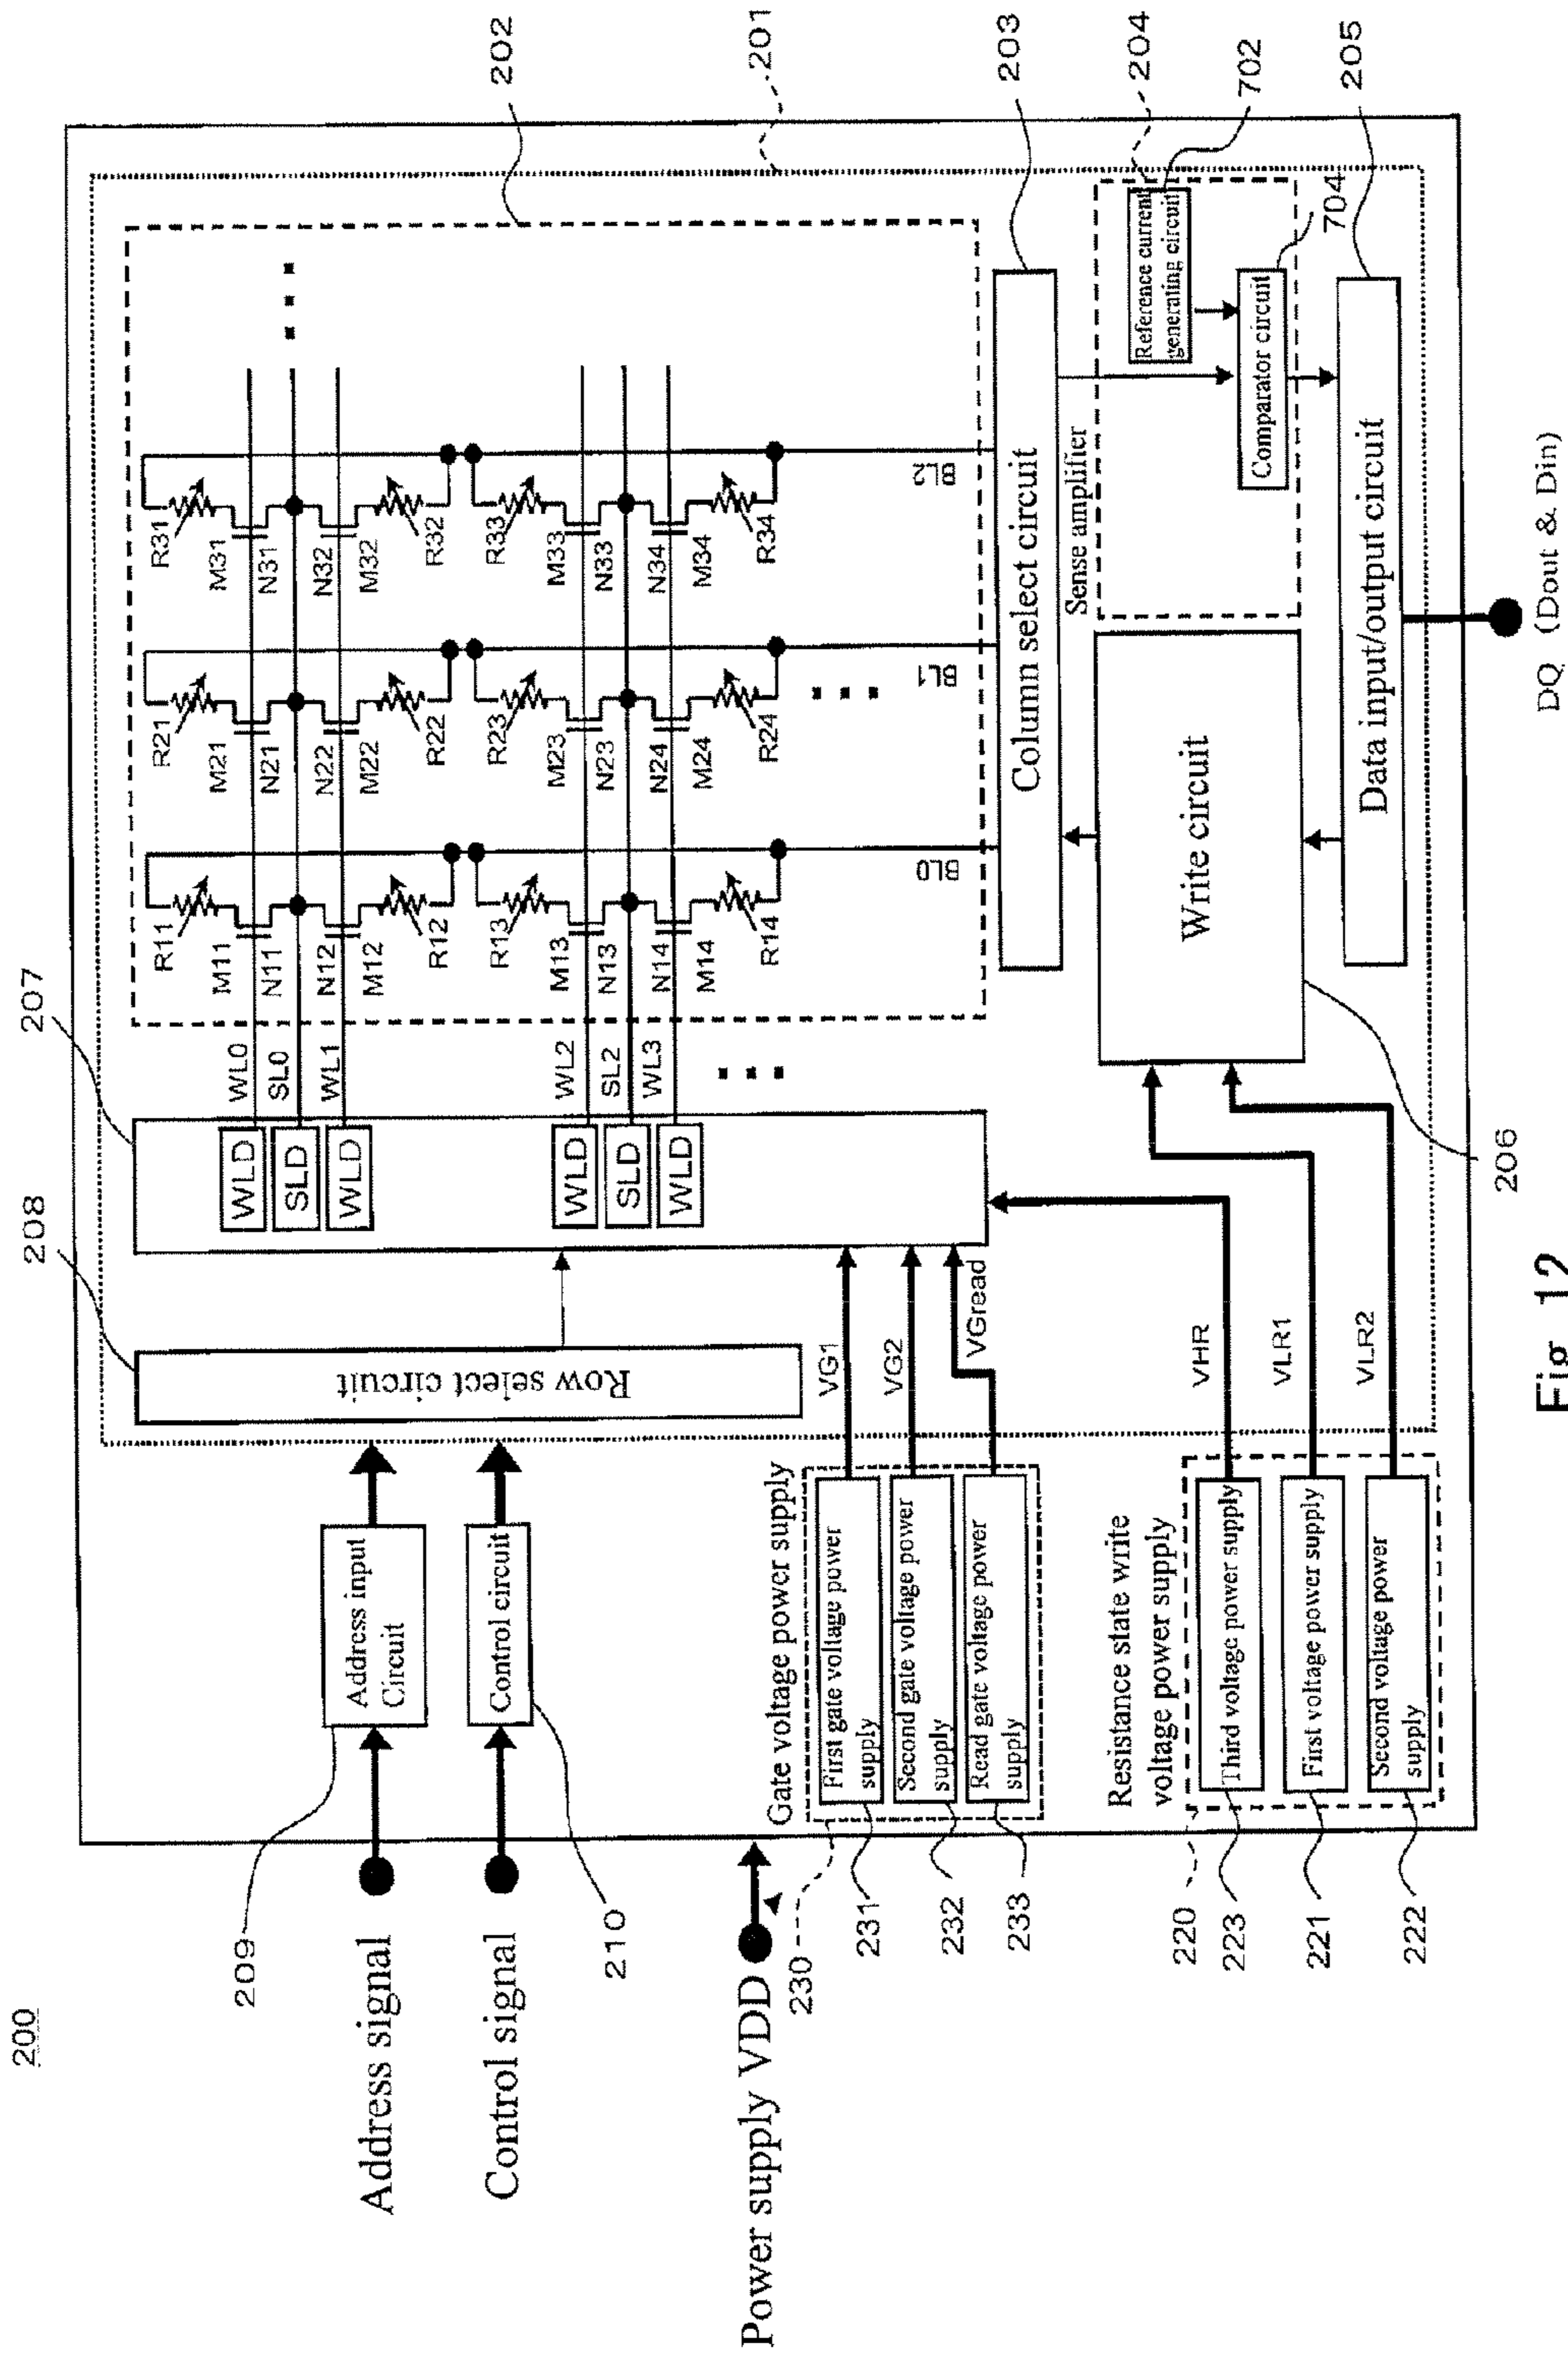 200
Address signal
Control signal
Power supply VDD
209
210
Address input
Circuit
Control circuit
208
Row select circuit
207
WLD
SLD
WLD
WLD
SLD
WLD
WL0
SL0
WL1
WL2
SL2
WL3
202
201
R11
M11
N11
N12
M12
R12
R13
M13
N13
N14
M14
R14
BL0
R21
M21
N21
N22
M22
R22
R23
M23
N23
N24
M24
R24
BL1
R31
M31
N31
N32
M32
R32
R33
M33
N33
N34
M34
R34
BL2
Gate voltage power supply
230
First gate voltage power
supply
231
Second gate voltage power
supply
232
Read gate voltage power
supply
233
VG1
VG2
VGread
Column select circuit
203
Sense amplifier
204
Reference current
generating circuit
702
Comparator circuit
704
Write circuit
206
Data input/output circuit
205
Resistance state write
voltage power supply
220
Third voltage power supply
223
First voltage power supply
221
Second voltage power
supply
222
VHR
VLR1
VLR2
DQ (Dout & Din)
Fig. 12